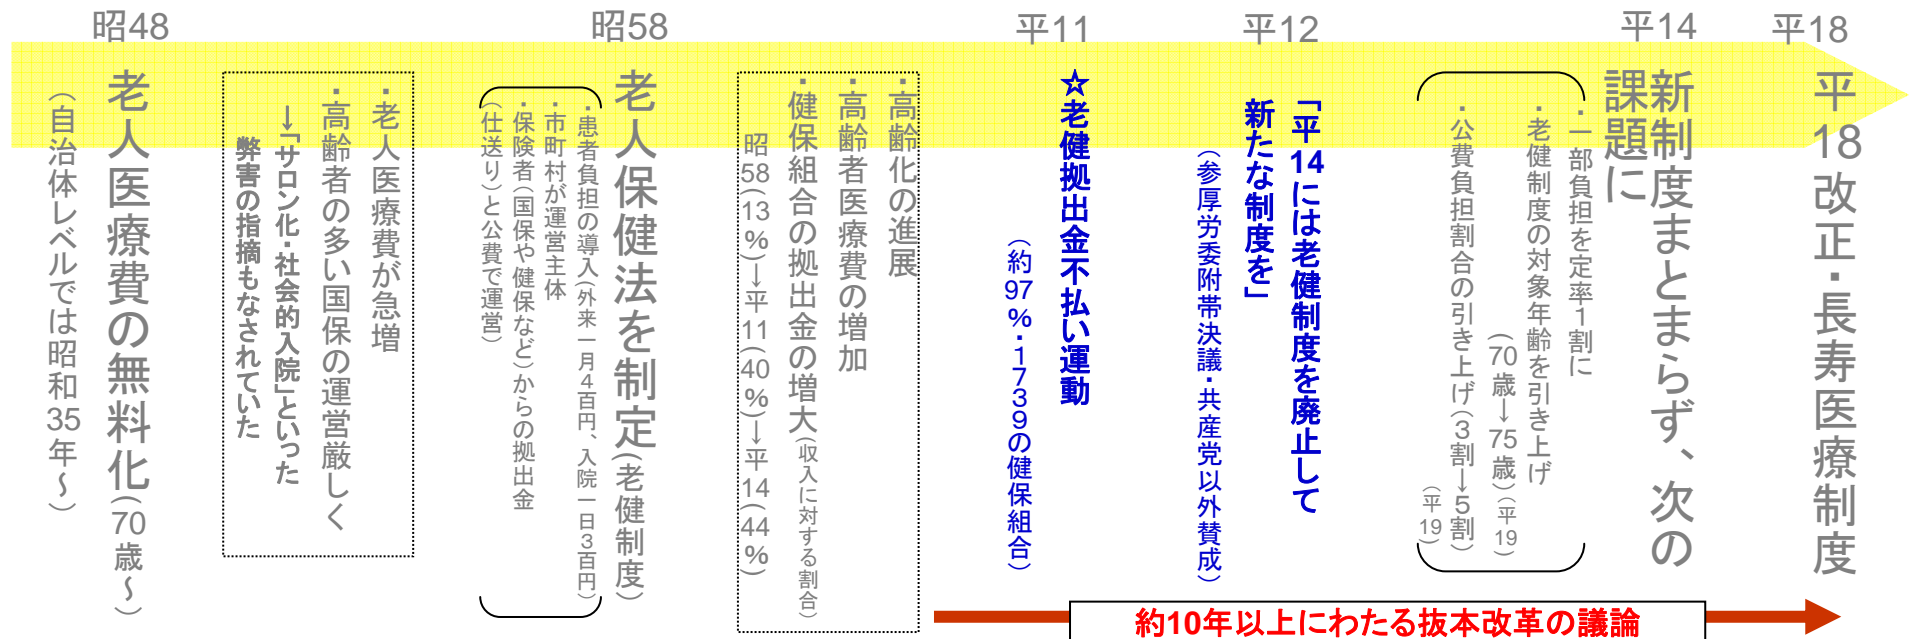 昭48
昭58
平11
平12
平14
平18
老人医療費の無料化(70歳～)
（自治体レベルでは昭和35年～）
・老人医療費が急増
・高齢者の多い国保の運営厳しく
→「サロン化・社会的入院」といった
弊害の指摘もなされていた
老人保健法を制定(老健制度)
・患者負担の導入(外来一月４百円、入院一日３百円)
・市町村が運営主体
・保険者(国保や健保など)からの拠出金
(仕送り)と公費で運営)
・高齢化の進展
・高齢者医療費の増加
・健保組合の拠出金の増大(収入に対する割合)
昭58(13%)→平11(40%)→平14(44%)
☆老健拠出金不払い運動
（約97%・１７３９の健保組合）
「平14には老健制度を廃止して
新たな制度を」
（参厚労委附帯決議・共産党以外賛成）
新制度まとまらず、次の
課題に
・一部負担を定率１割に
・老健制度の対象年齢を引き上げ
(70歳→75歳)(平19)
・公費負担割合の引き上げ(３割→５割)
(平19)
平18改正・長寿医療制度
約10年以上にわたる抜本改革の議論